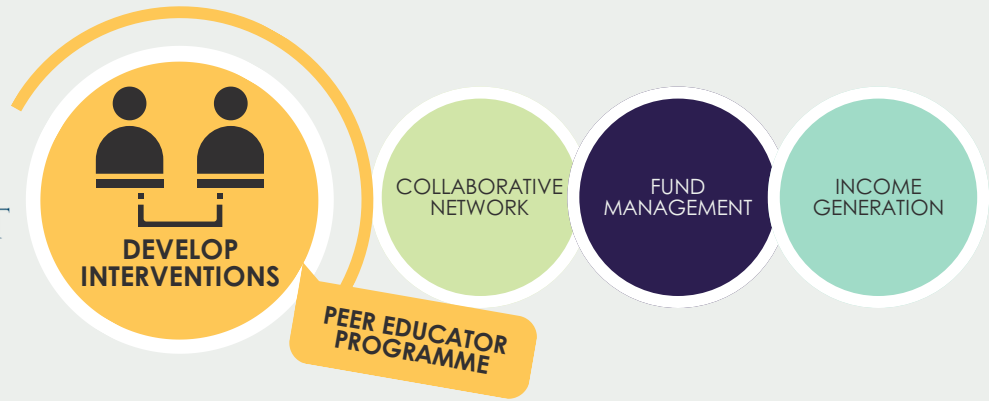 DEVELOP
INTERVENTIONS
PEER EDUCATOR
PROGRAMME
COLLABORATIVE
NETWORK
FUND
MANAGEMENT
INCOME
GENERATION